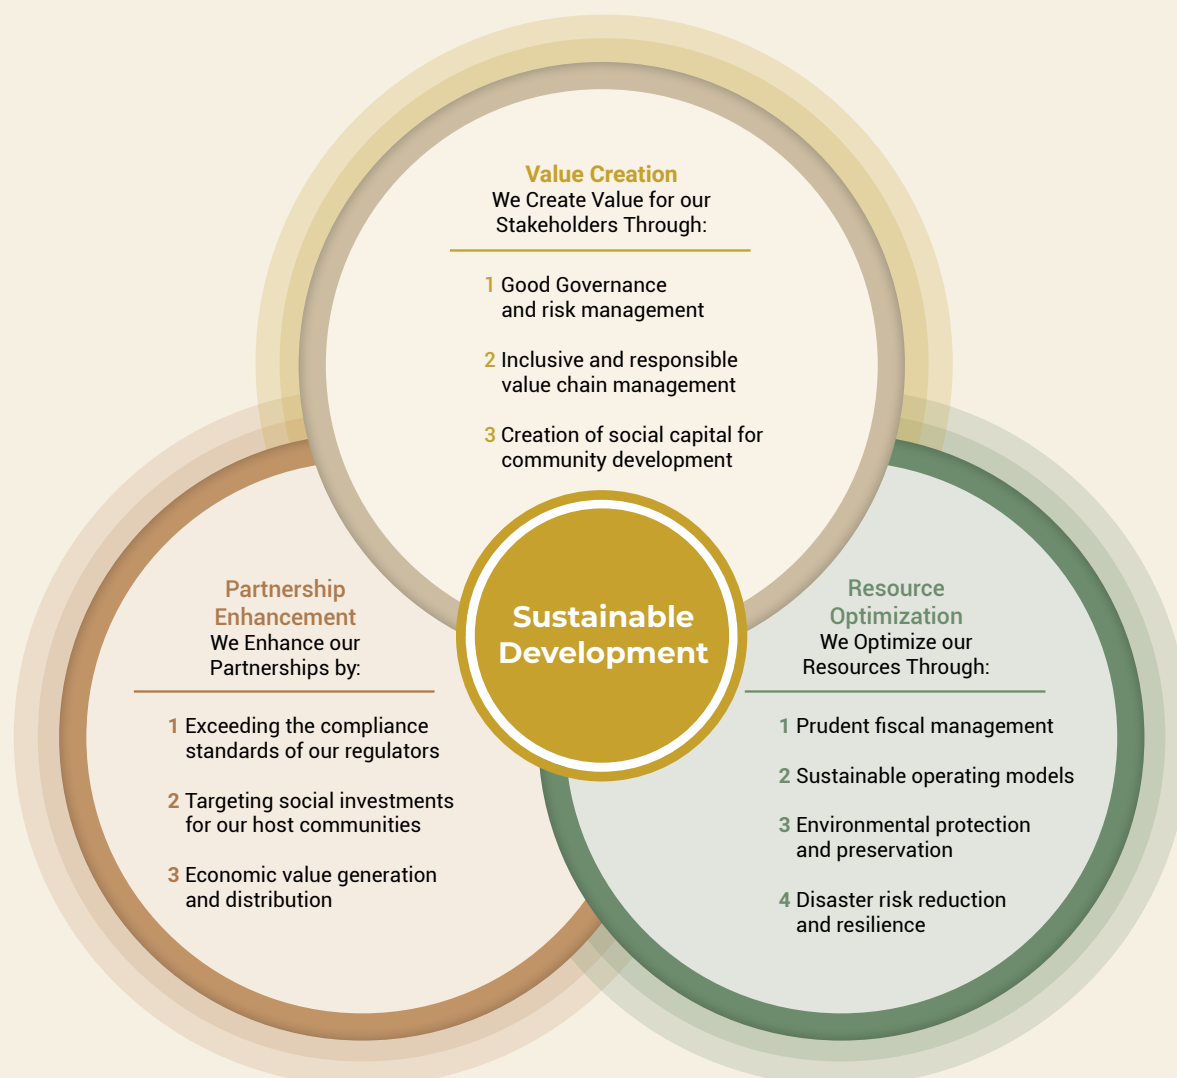 Value Creation
We Create Value for our
Stakeholders Through:
1 Good Governance
and risk management
2 Inclusive and responsible
value chain management
3 Creation of social capital for
community development
Sustainable
Development
Partnership
Enhancement
We Enhance our
Partnerships by:
1 Exceeding the compliance
standards of our regulators
2 Targeting social investments
for our host communities
3 Economic value generation
and distribution
Resource
Optimization
We Optimize our
Resources Through:
1 Prudent fiscal management
2 Sustainable operating models
3 Environmental protection
and preservation
4 Disaster risk reduction
and resilience